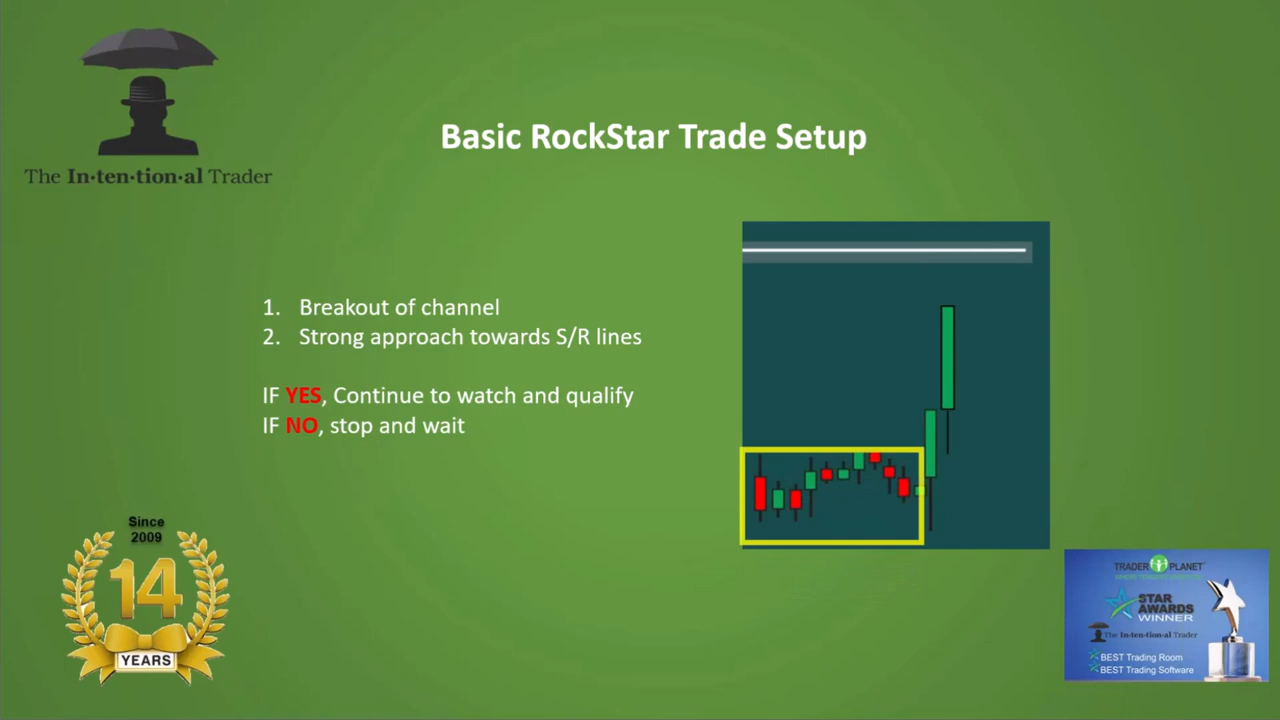 The In·ten·tion·al Trader
Basic RockStar Trade Setup
1. Breakout of channel
2. Strong approach towards S/R lines
IF YES, Continue to watch and qualify
IF NO, stop and wait
Since
2009
14
YEARS
TRADER PLANET
STAR
AWARDS
WINNER
The In·ten·tion·al Trader
BEST Trading Room
BEST Trading Software